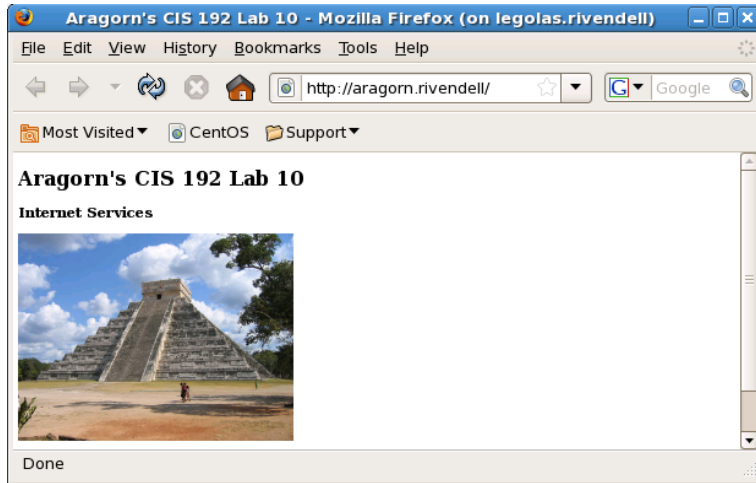 Aragorn's CIS 192 Lab 10 - Mozilla Firefox (on legolas.rivendell)
File Edit View History Bookmarks Tools Help
http://aragorn.rivendell/ G Google
Most Visited CentOS Support
Aragorn's CIS 192 Lab 10
Internet Services
Done